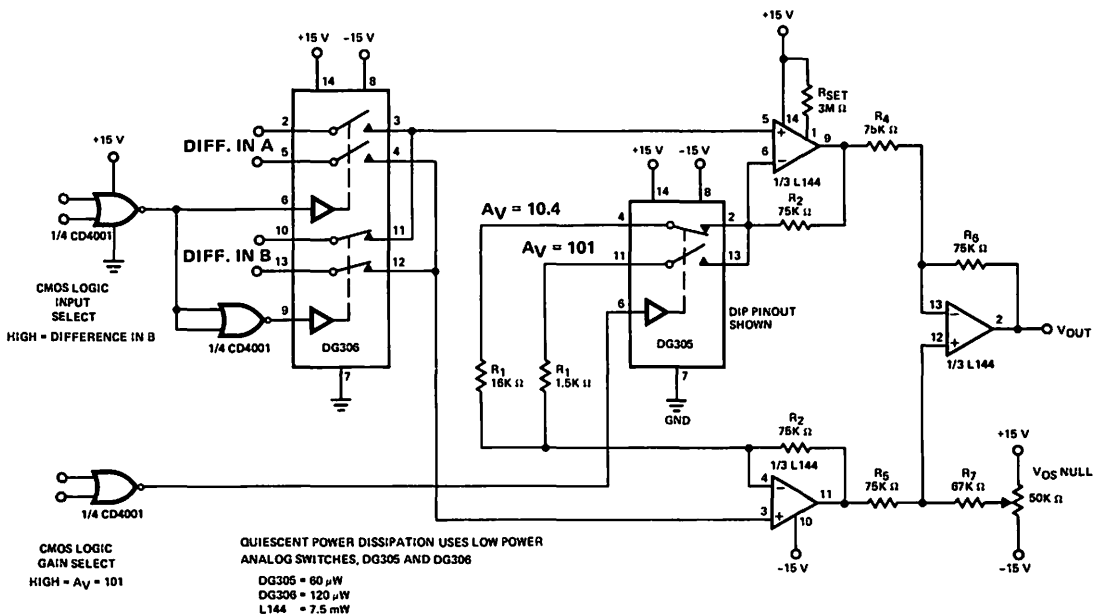 +15 V
-15 V
14
8
2
3
DIFF. IN A
5
4
+15 V
6
1/4 CD4001
10
11
DIFF. IN B
13
12
CMOS LOGIC
INPUT
SELECT
HIGH = DIFFERENCE IN B
9
1/4 CD4001
DG306
7
+15 V
RSET
3M Ω
14
1
5
+
6
−
9
1/3 L144
R4
75K Ω
R2
75K Ω
+15 V
-15 V
14
8
AV = 10.4
4
2
AV = 101
11
13
6
DIP PINOUT
SHOWN
DG305
7
GND
R1
16K Ω
R1
1.5K Ω
R6
75K Ω
13
−
12
+
2
VOUT
1/3 L144
R2
75K Ω
1/3 L144
4
−
3
+
11
10
-15 V
R5
75K Ω
R7
67K Ω
+15 V
VOS NULL
50K Ω
-15 V
1/4 CD4001
CMOS LOGIC
GAIN SELECT
HIGH = AV = 101
QUIESCENT POWER DISSIPATION USES LOW POWER
ANALOG SWITCHES, DG305 AND DG306
DG305 = 60 μW
DG306 = 120 μW
L144 = 7.5 mW